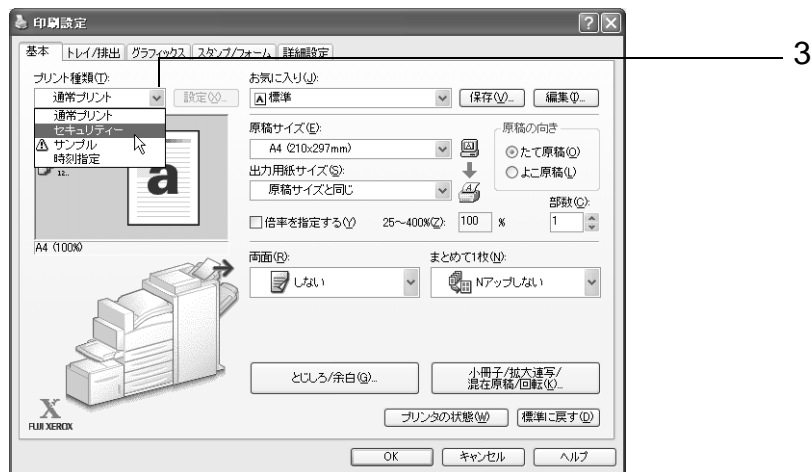 印刷設定
基本 トレイ/排出 グラフィックス スタンプ/フォーム 詳細設定
3
プリント種類(T):
通常プリント 設定(X)...
通常プリント
セキュリティー
サンプル
時刻指定
12..
a
A4 (100%)
お気に入り(J):
標準 保存(V)... 編集(I)...
原稿サイズ(E):
A4 (210x297mm)
出力用紙サイズ(S):
原稿サイズと同じ
原稿の向き
たて原稿(O)
よこ原稿(L)
部数(C):
倍率を指定する(Y) 25~400%(Z): 100 % 1
両面(R): まとめて1枚(N):
しない Nアップしない
とじしろ/余白(G)... 小冊子/拡大連写/
混在原稿/回転(K)...
X
FUJI XEROX
プリンタの状態(W) 標準に戻す(D)
OK キャンセル ヘルプ